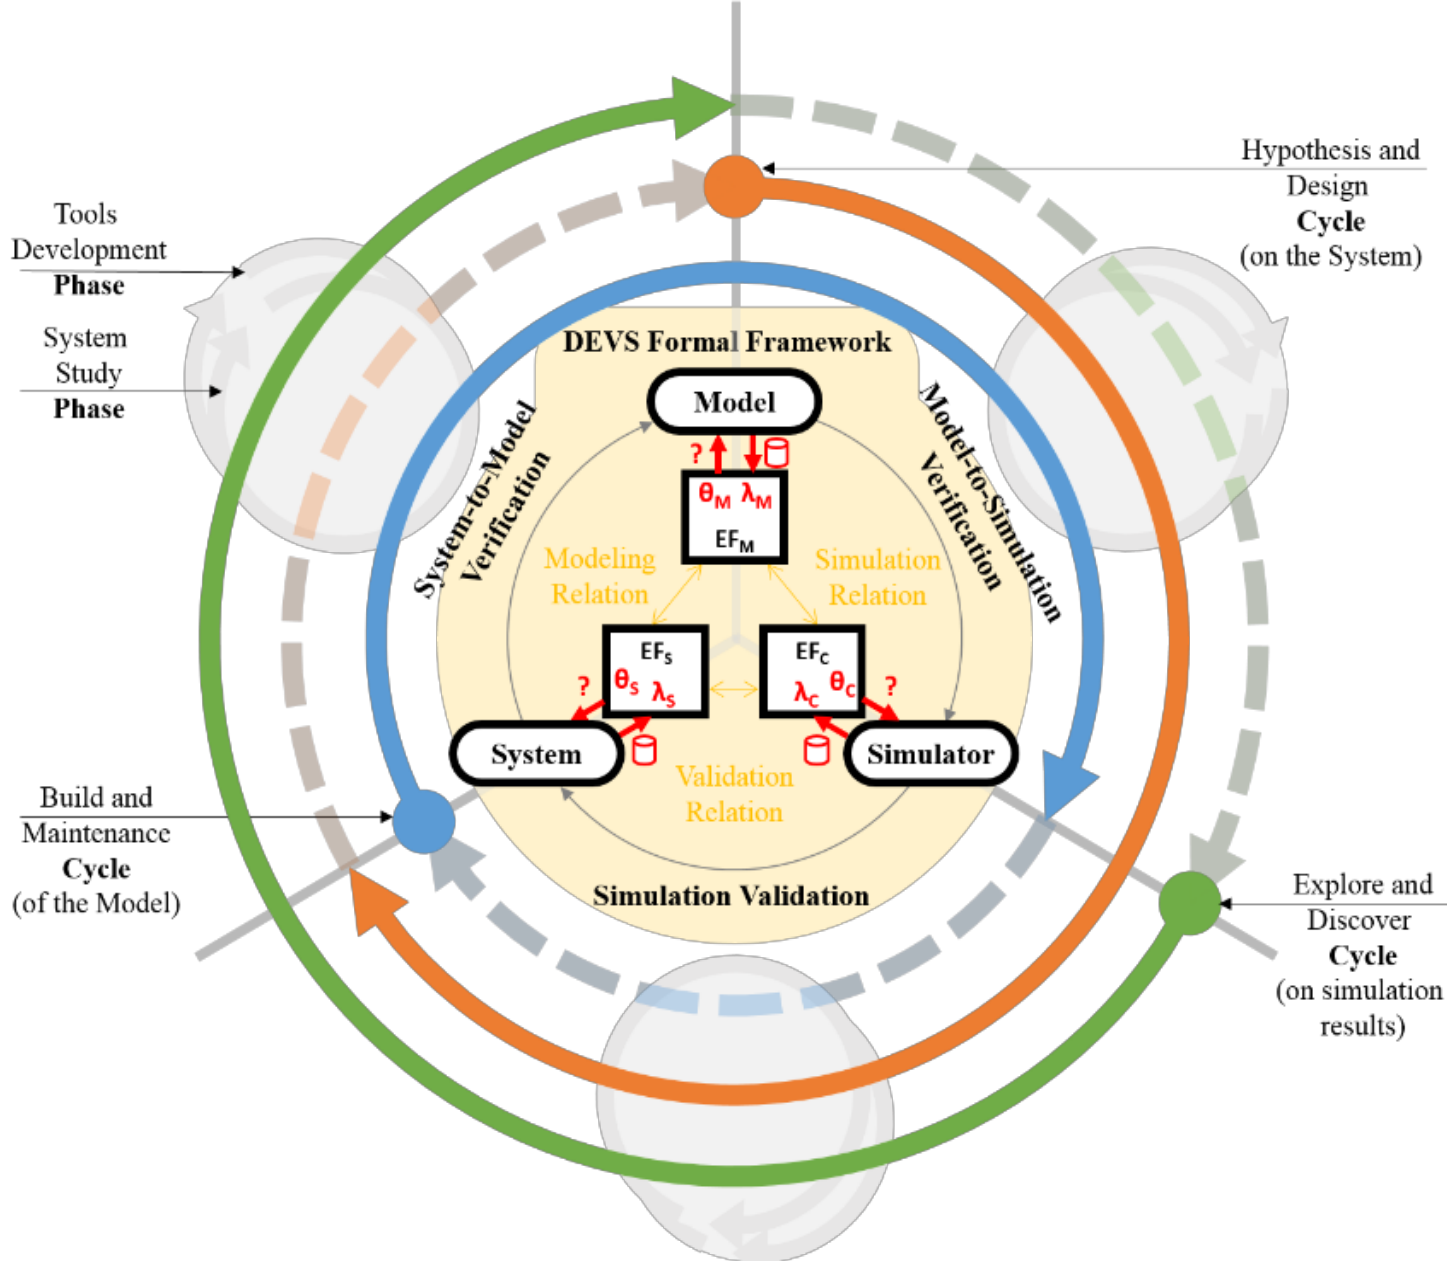 Hypothesis and
Design
Cycle
(on the System)
Tools
Development
Phase
System
Study
Phase
DEVS Formal Framework
Model
System-to-Model
Verification
Model-to-Simulation
Verification
?
θM λM
EFM
Modeling
Relation
Simulation
Relation
EFS
θS
λS
?
EFC
λC
θC
?
System
Simulator
Validation
Relation
Simulation Validation
Build and
Maintenance
Cycle
(of the Model)
Explore and
Discover
Cycle
(on simulation
results)